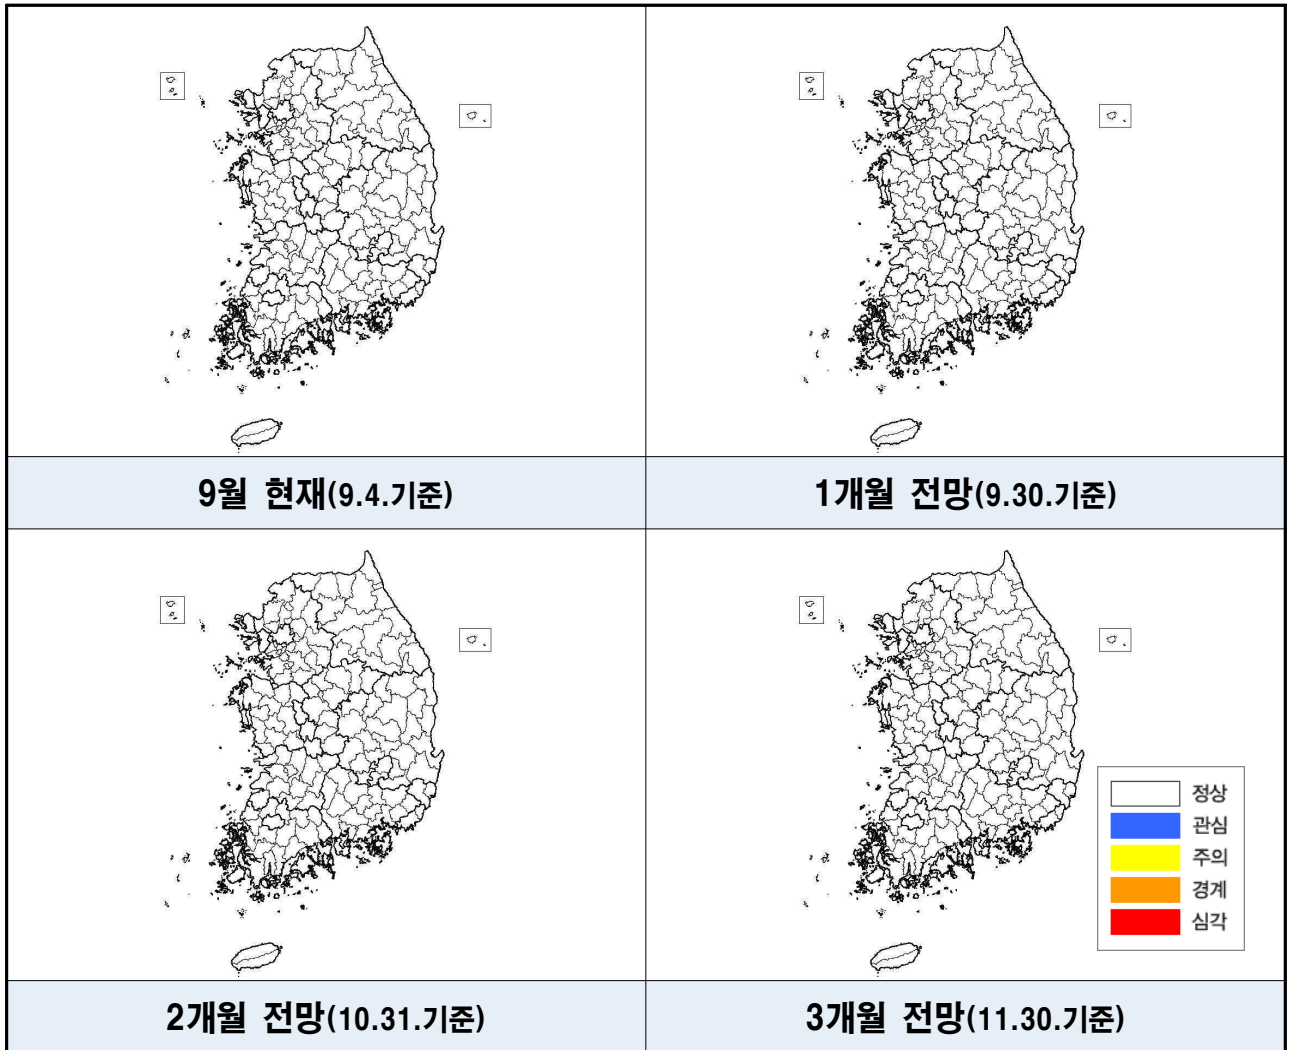 9월 현재(9.4.기준)
1개월 전망(9.30.기준)
정상
관심
주의
경계
심각
2개월 전망(10.31.기준)
3개월 전망(11.30.기준)